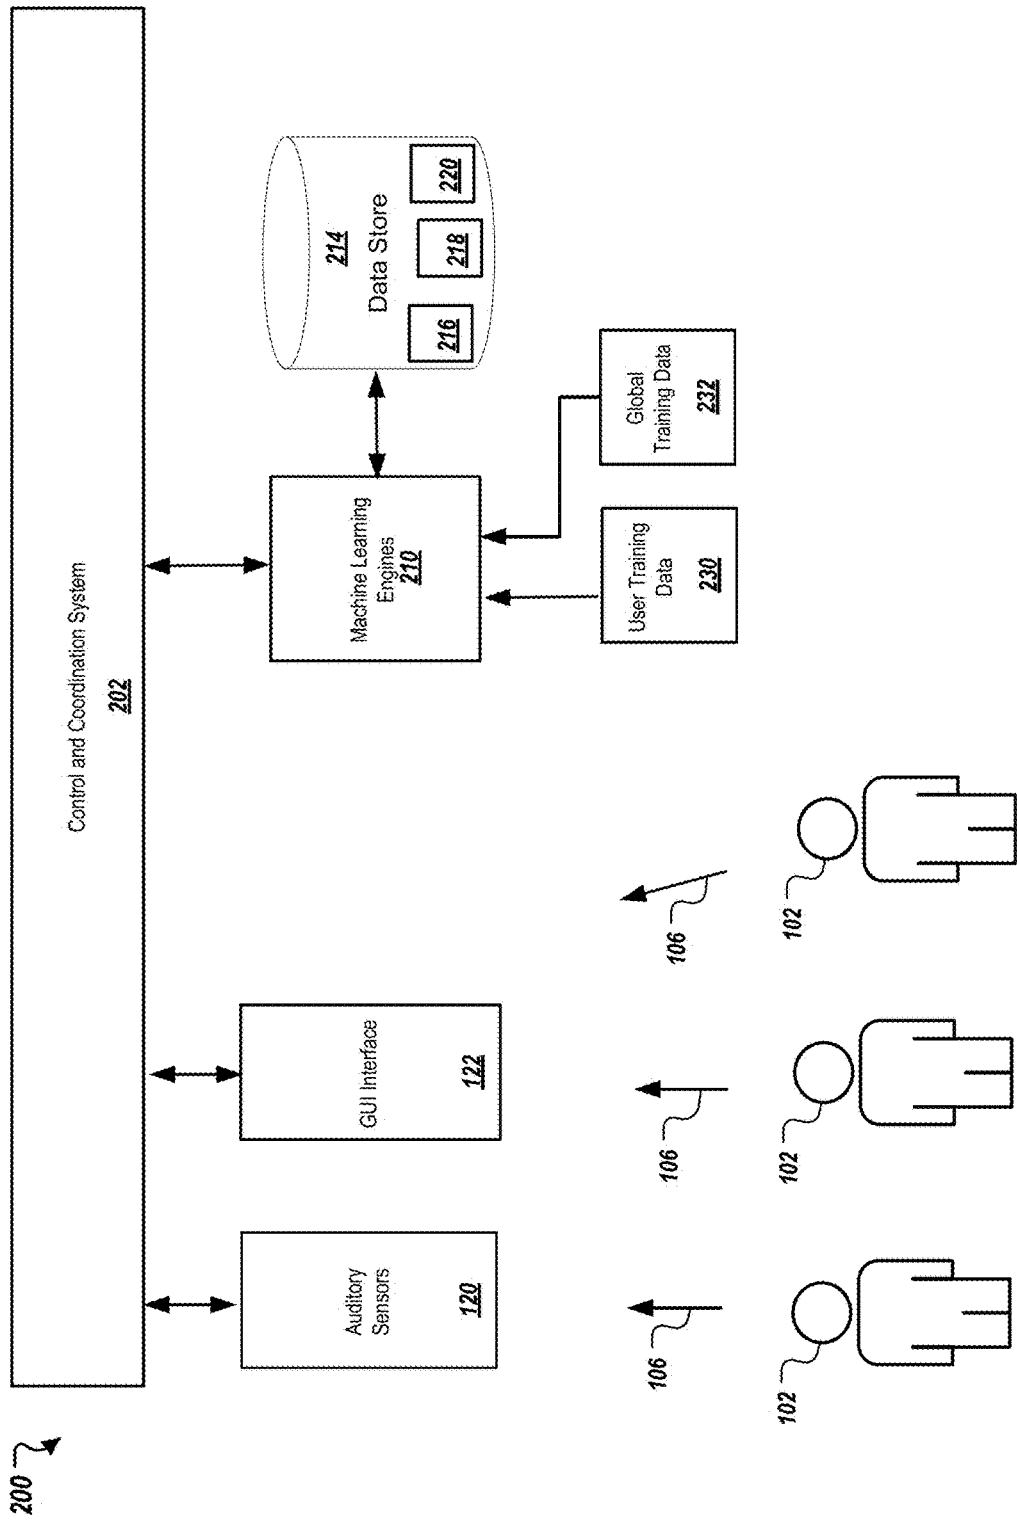 200
Control and Coordination System
202
Auditory
Sensors
120
GUI Interface
122
Machine Learning
Engines
210
214
Data Store
216
218
220
User Training
Data
230
Global
Training Data
232
106
106
106
102
102
102